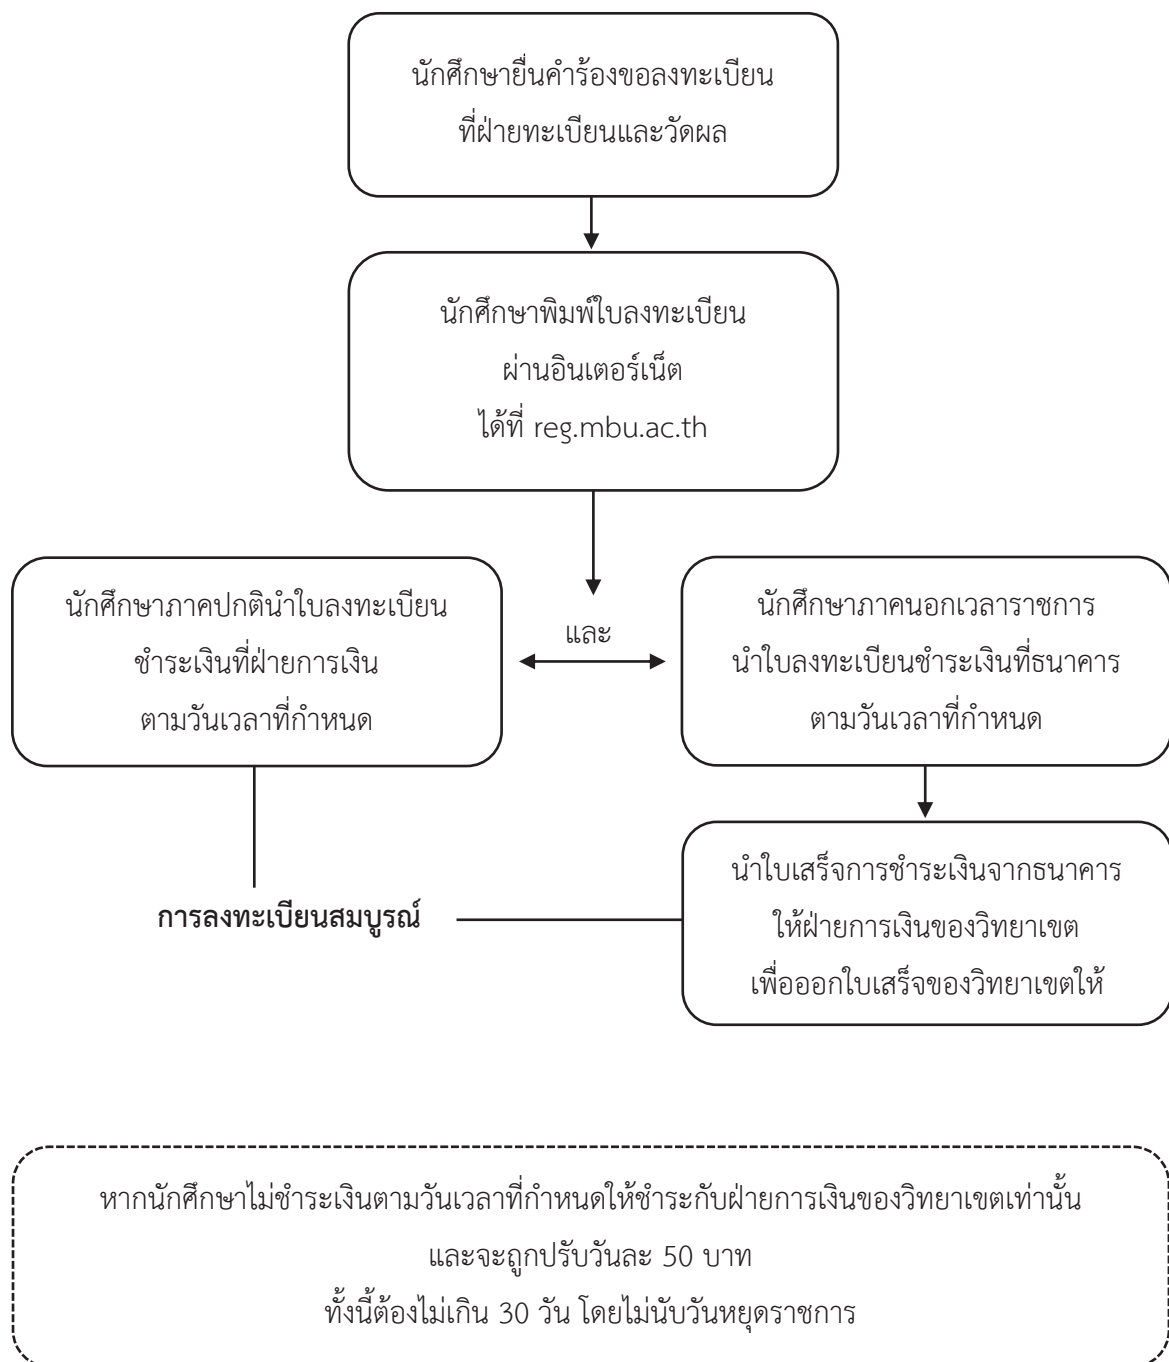 นักศึกษายื่นคำร้องขอลงทะเบียน
ที่ฝ่ายทะเบียนและวัดผล
นักศึกษาพิมพ์ใบลงทะเบียน
ผ่านอินเตอร์เน็ต
ได้ที่ reg.mbu.ac.th
นักศึกษาภาคปกตินำใบลงทะเบียน
ชำระเงินที่ฝ่ายการเงิน
ตามวันเวลาที่กำหนด
และ
นักศึกษาภาคนอกเวลาราชการ
นำใบลงทะเบียนชำระเงินที่ธนาคาร
ตามวันเวลาที่กำหนด
นำใบเสร็จการชำระเงินจากธนาคาร
ให้ฝ่ายการเงินของวิทยาเขต
เพื่อออกใบเสร็จของวิทยาเขตให้
การลงทะเบียนสมบูรณ์
หากนักศึกษาไม่ชำระเงินตามวันเวลาที่กำหนดให้ชำระกับฝ่ายการเงินของวิทยาเขตเท่านั้น
และจะถูกปรับวันละ 50 บาท
ทั้งนี้ต้องไม่เกิน 30 วัน โดยไม่นับวันหยุดราชการ